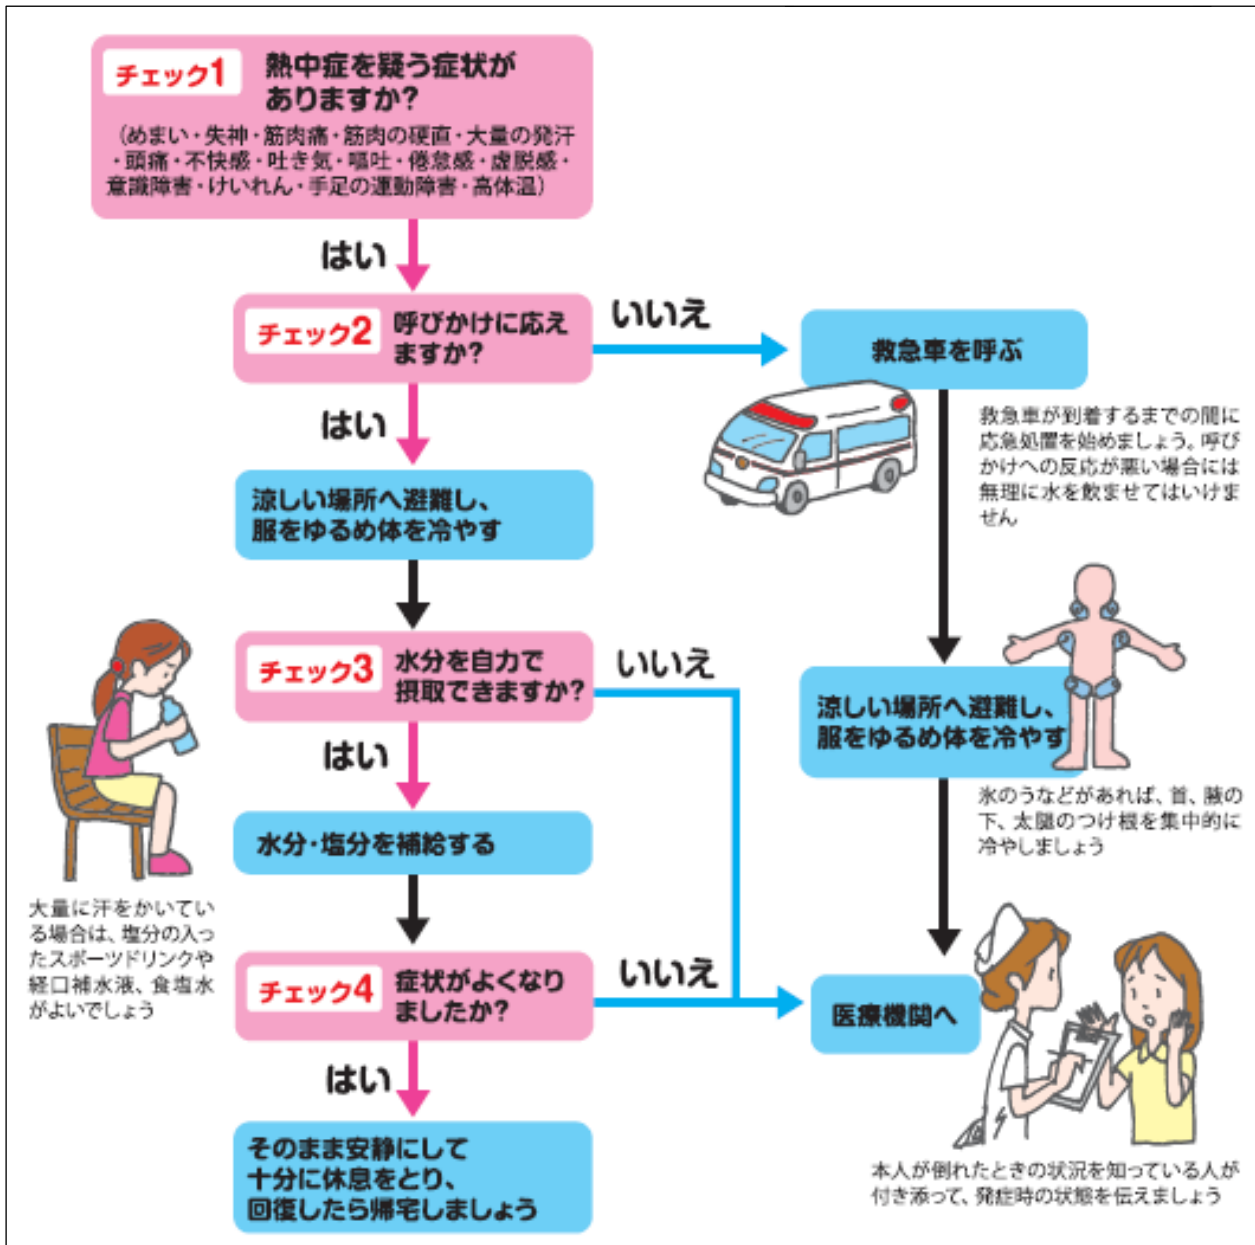 チェック1
熱中症を疑う症状が
ありますか?
(めまい・失神・筋肉痛・筋肉の硬直・大量の発汗
・頭痛・不快感・吐き気・嘔吐・倦怠感・虚脱感・
意識障害・けいれん・手足の運動障害・高体温)
はい
チェック2
呼びかけに応え
ますか?
いいえ
救急車を呼ぶ
救急車が到着するまでの間に
応急処置を始めましょう。呼び
かけへの反応が悪い場合には
無理に水を飲ませてはいけま
せん
はい
涼しい場所へ避難し、
服をゆるめ体を冷やす
チェック3
水分を自力で
摂取できますか?
いいえ
涼しい場所へ避難し、
服をゆるめ体を冷やす
氷のうなどがあれば、首、腋の
下、太腿のつけ根を集中的に
冷やしましょう
はい
水分・塩分を補給する
大量に汗をかいてい
る場合は、塩分の入っ
たスポーツドリンクや
経口補水液、食塩水
がよいでしょう
チェック4
症状がよくなり
ましたか?
いいえ
医療機関へ
本人が倒れたときの状況を知っている人が
付き添って、発症時の状態を伝えましょう
はい
そのまま安静にして
十分に休息をとり、
回復したら帰宅しましょう